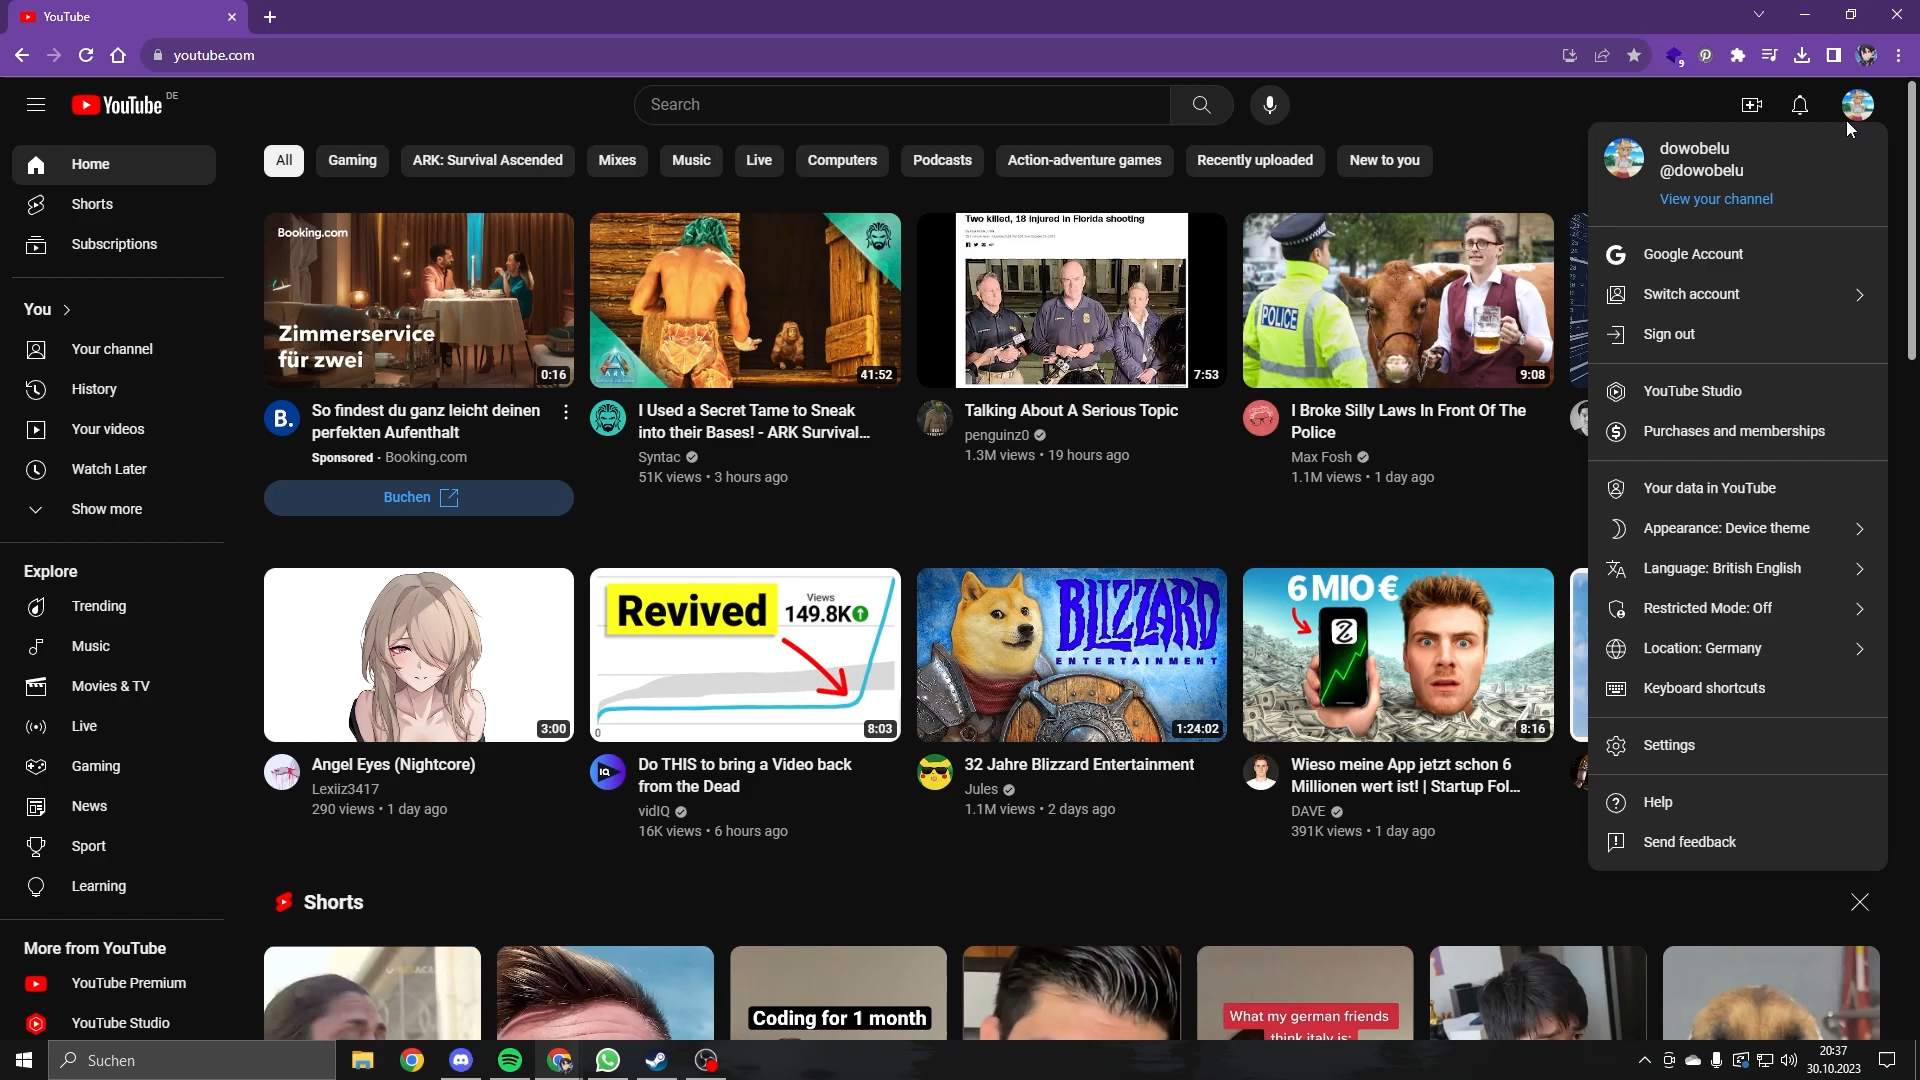 YouTube
youtube.com
9
YouTube DE
Search
Home
Shorts
Subscriptions
You
Your channel
History
Your videos
Watch Later
Show more
Explore
Trending
Music
Movies & TV
Live
Gaming
News
Sport
Learning
More from YouTube
YouTube Premium
YouTube Studio
All
Gaming
ARK: Survival Ascended
Mixes
Music
Live
Computers
Podcasts
Action-adventure games
Recently uploaded
New to you
Booking.com
Zimmerservice
für zwei
0:16
B.
So findest du ganz leicht deinen
perfekten Aufenthalt
Sponsored · Booking.com
Buchen
ARK
41:52
I Used a Secret Tame to Sneak
into their Bases! - ARK Survival...
Syntac
51K views • 3 hours ago
Two killed, 18 injured in Florida shooting
7:53
Talking About A Serious Topic
penguinz0
1.3M views • 19 hours ago
POLICE
9:08
I Broke Silly Laws In Front Of The
Police
Max Fosh
1.1M views • 1 day ago
3:00
Angel Eyes (Nightcore)
Lexiiz3417
290 views • 1 day ago
Revived
Views
149.8K
0
8:03
IQ
Do THIS to bring a Video back
from the Dead
vidIQ
16K views • 6 hours ago
BLIZZARD
ENTERTAINMENT
1:24:02
32 Jahre Blizzard Entertainment
Jules
1.1M views • 2 days ago
6 MIO €
8:16
Wieso meine App jetzt schon 6
Millionen wert ist! | Startup Fol...
DAVE
391K views • 1 day ago
Shorts
Coding for 1 month
What my german friends
think italy is:
dowobelu
@dowobelu
View your channel
Google Account
Switch account
Sign out
YouTube Studio
Purchases and memberships
Your data in YouTube
Appearance: Device theme
Language: British English
Restricted Mode: Off
Location: Germany
Keyboard shortcuts
Settings
Help
Send feedback
Suchen
20:37
30.10.2023